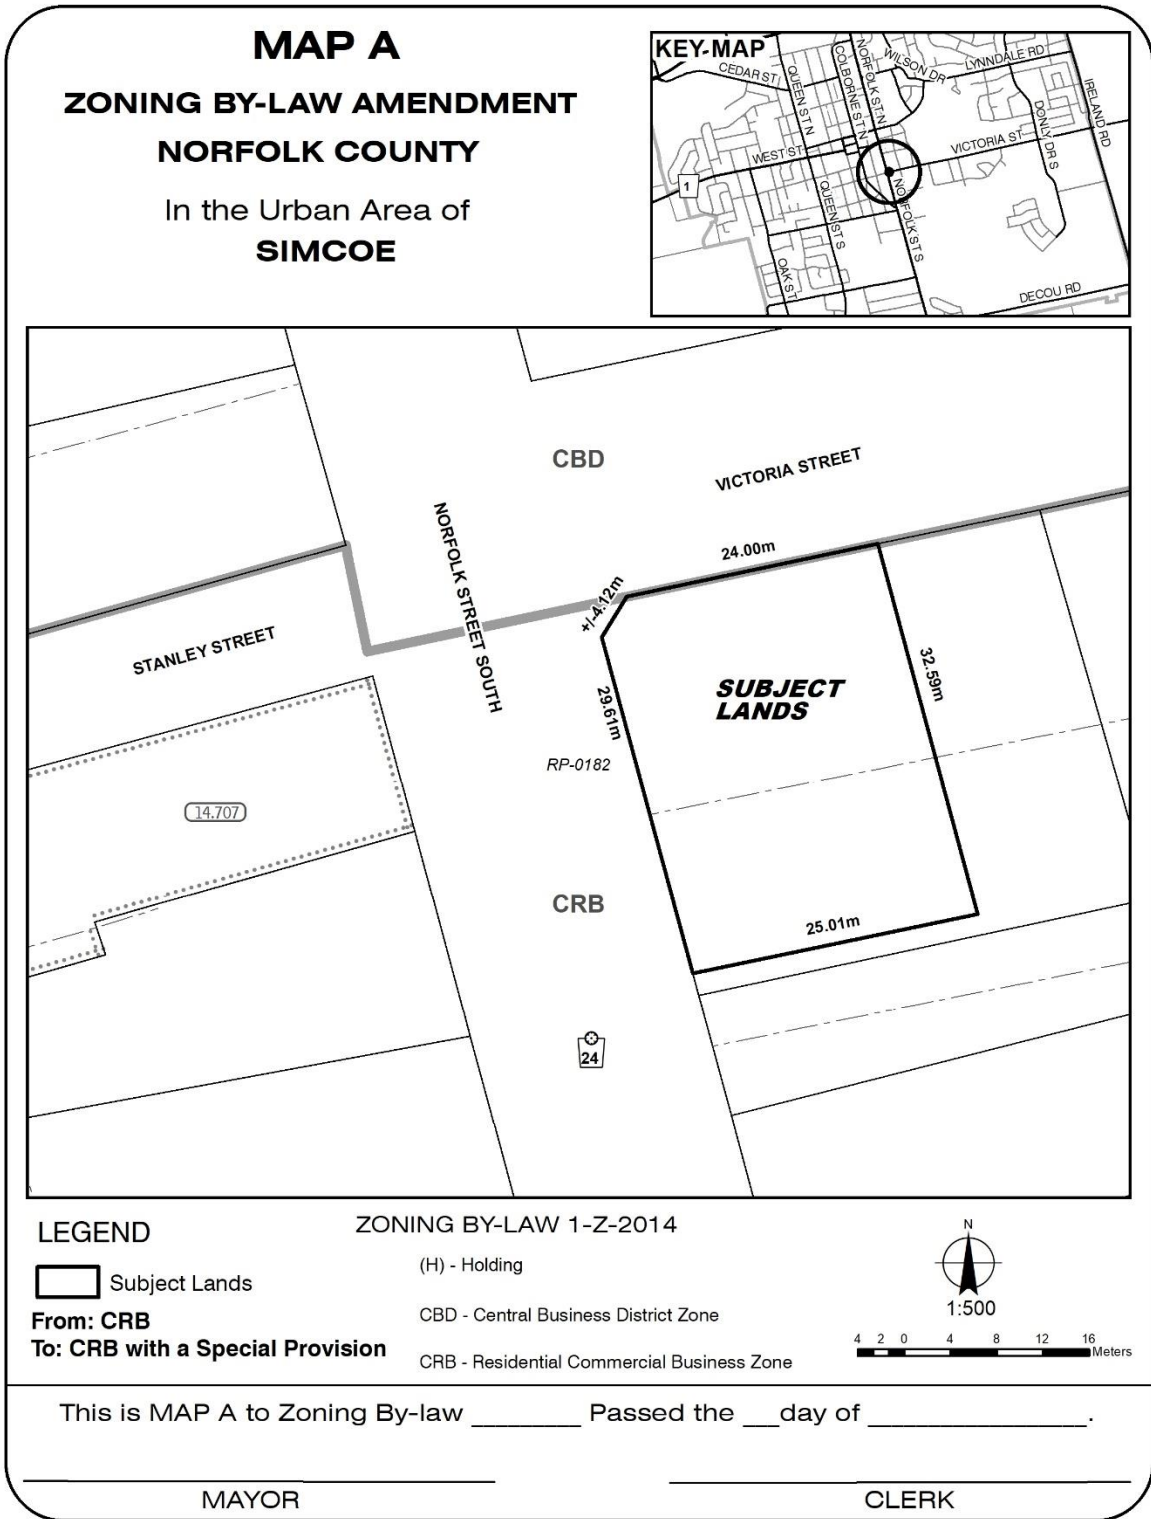 MAP A
ZONING BY-LAW AMENDMENT
NORFOLK COUNTY
In the Urban Area of
SIMCOE
KEY MAP
CEDAR ST
QUEEN ST N
COLBORNE ST N
NORFOLK ST N
WILSON DR
LYNNDALE RD
IRELAND RD
DONLY DR S
VICTORIA ST
WEST ST
1
QUEEN ST S
NORFOLK ST S
OAK ST
DECOU RD
CBD
VICTORIA STREET
NORFOLK STREET SOUTH
24.00m
+/-4.12m
STANLEY STREET
32.59m
SUBJECT
LANDS
29.61m
RP-0182
14.707
CRB
25.01m
24
LEGEND
Subject Lands
From: CRB
To: CRB with a Special Provision
ZONING BY-LAW 1-Z-2014
(H) - Holding
CBD - Central Business District Zone
CRB - Residential Commercial Business Zone
N
1:500
4 2 0 4 8 12 16
Meters
This is MAP A to Zoning By-law _________ Passed the ___day of __________________.
MAYOR
CLERK